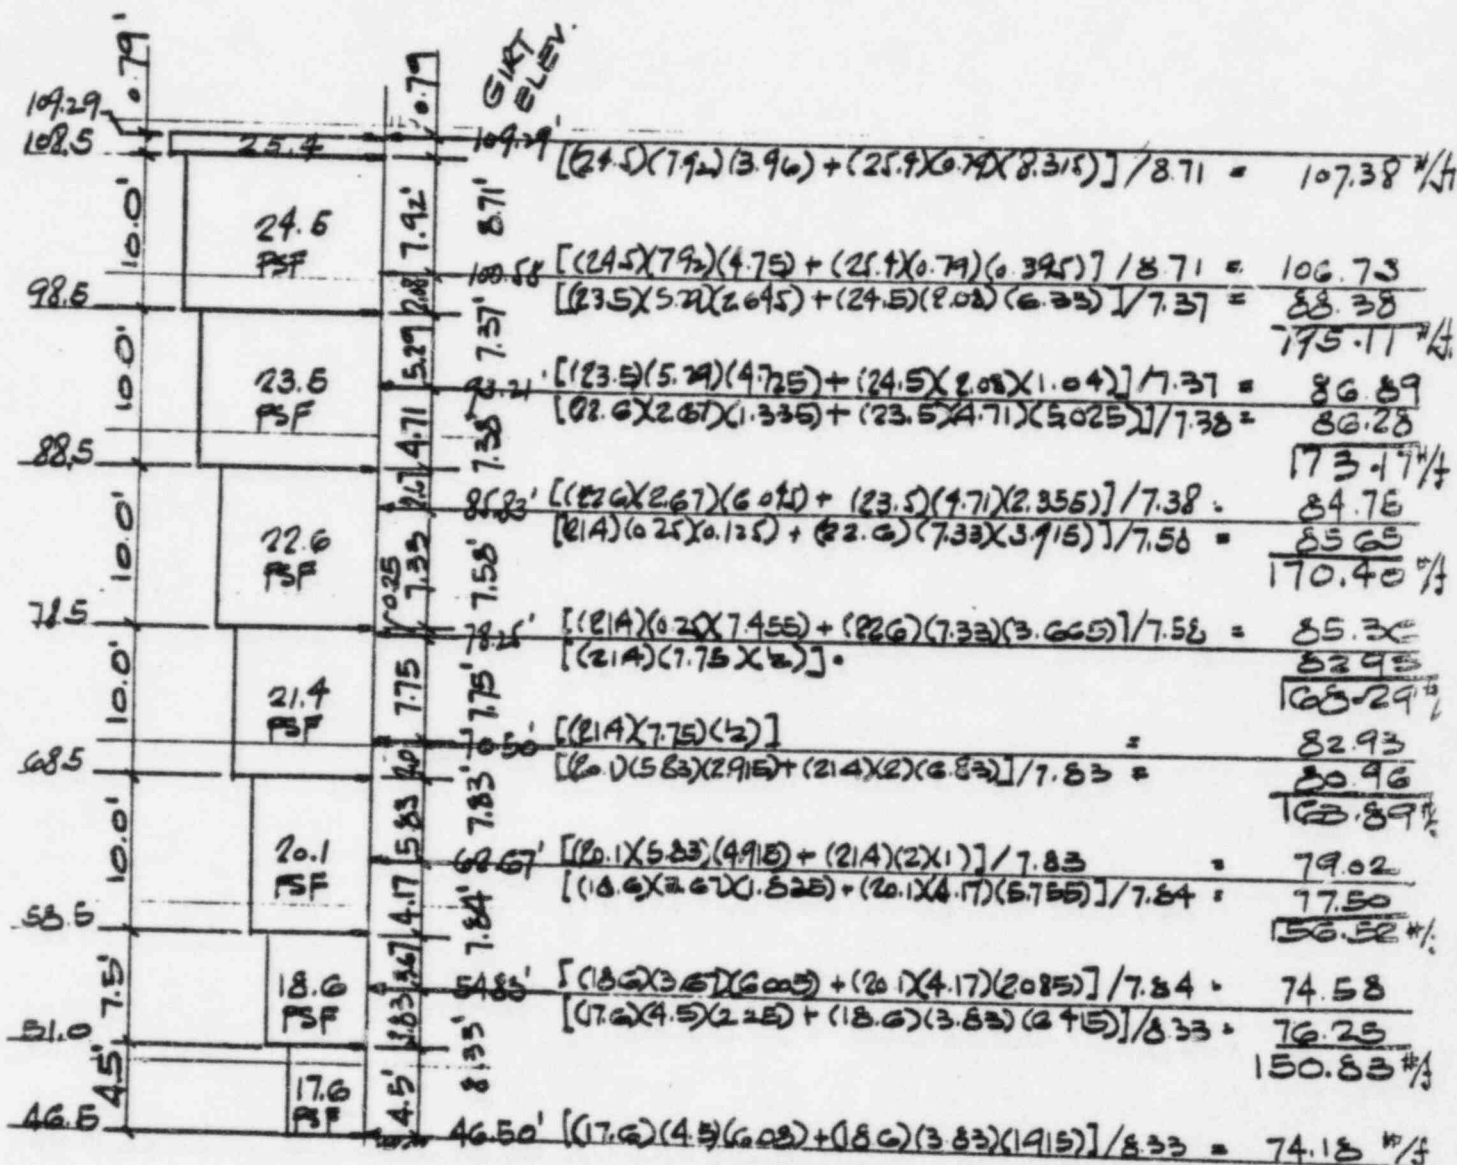 0.79'
0.79
GIRT ELEV.
109.29
108.5
25.4
109.29'
[(24.5)(7.92)(3.96) + (25.4)(0.79)(8.315)] / 8.71 = 107.38 #/ft
10.0'
24.5 PSF
7.92'
8.71'
100.58' [(24.5)(7.92)(4.75) + (25.4)(0.79)(0.395)] / 8.71 = 106.73
98.5
2.08
7.37'
[(23.5)(5.29)(2.645) + (24.5)(2.08)(6.33)] / 7.37 = 88.38
195.11 #/ft
10.0'
23.5 PSF
5.29
93.21' [(23.5)(5.29)(4.725) + (24.5)(2.08)(1.04)] / 7.37 = 86.89
4.71
7.38'
[(22.6)(2.67)(1.335) + (23.5)(4.71)(5.025)] / 7.38 = 86.28
173.17 #/ft
88.5
2.67
85.83' [(22.6)(2.67)(6.045) + (23.5)(4.71)(2.355)] / 7.38 = 84.76
10.0'
22.6 PSF
7.33
7.58'
[(21.4)(0.25)(0.125) + (22.6)(7.33)(3.915)] / 7.58 = 85.65
170.40 #/f
78.5
0.25
78.25' [(21.4)(0.25)(7.455) + (22.6)(7.33)(3.665)] / 7.58 = 85.36
[(21.4)(7.75)(½)] = 82.93
168.29 #/
10.0'
21.4 PSF
7.75
7.75'
70.50' [(21.4)(7.75)(½)] = 82.93
68.5
2.0
7.83'
[(20.1)(5.83)(2.915) + (21.4)(2)(6.83)] / 7.83 = 80.96
163.89 #/
10.0'
20.1 PSF
5.83
62.67' [(20.1)(5.83)(4.915) + (21.4)(2)(1)] / 7.83 = 79.02
4.17
7.84'
[(18.6)(3.67)(1.835) + (20.1)(4.17)(5.755)] / 7.84 = 77.50
156.52 #/
58.5
7.5'
18.6 PSF
3.67
54.83' [(18.6)(3.67)(6.005) + (20.1)(4.17)(2.085)] / 7.84 = 74.58
3.83
8.33'
[(17.6)(4.5)(2.25) + (18.6)(3.83)(6.415)] / 8.33 = 76.25
150.83 #/f
51.0
4.5'
17.6 PSF
4.5'
46.5
46.50' [(17.6)(4.5)(6.08) + (18.6)(3.83)(1.915)] / 8.33 = 74.18 #/f